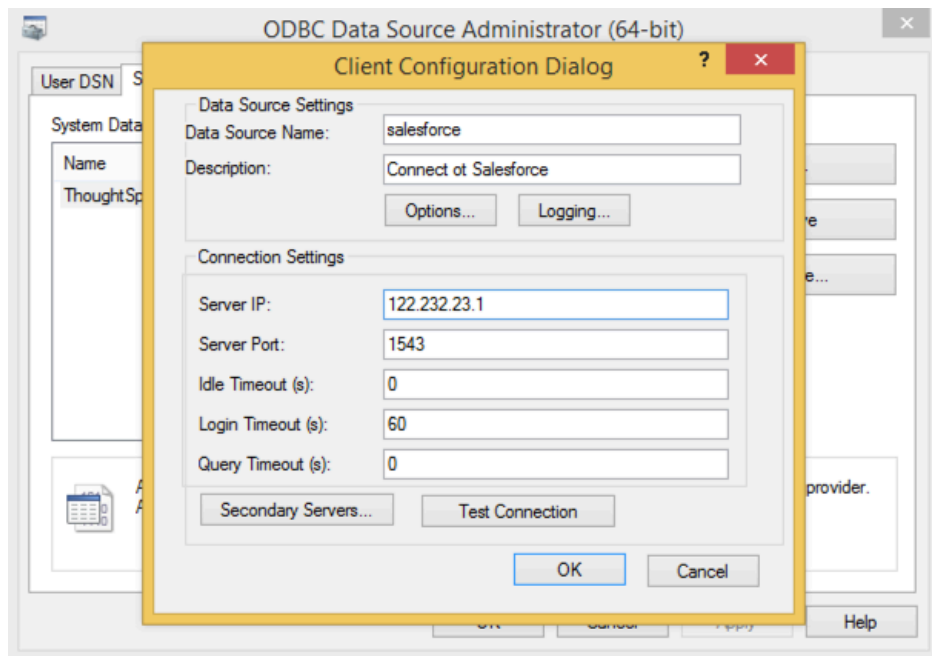 ODBC Data Source Administrator (64-bit)
Client Configuration Dialog ?
User DSN S
System Data
Name
ThoughtSp
Data Source Settings
Data Source Name: salesforce
Description: Connect ot Salesforce
Options... Logging...
Connection Settings
Server IP: 122.232.23.1
Server Port: 1543
Idle Timeout (s): 0
Login Timeout (s): 60
Query Timeout (s): 0
provider.
Secondary Servers... Test Connection
OK Cancel
Help